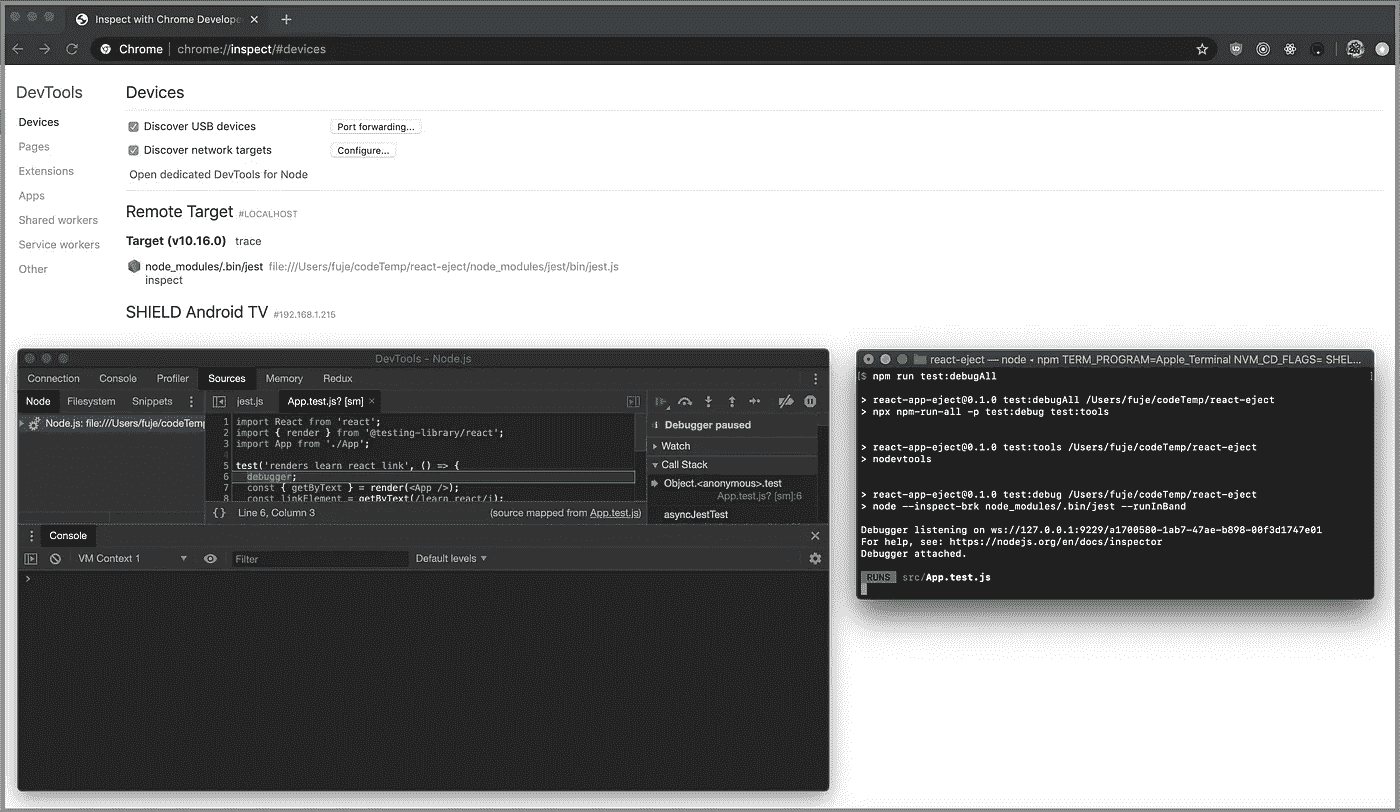 Inspect with Chrome Develope
Chrome chrome://inspect/#devices
DevTools
Devices
Pages
Extensions
Apps
Shared workers
Service workers
Other
Devices
Discover USB devices Port forwarding...
Discover network targets Configure...
Open dedicated DevTools for Node
Remote Target #LOCALHOST
Target (v10.16.0) trace
node_modules/.bin/jest file:///Users/fuje/codeTemp/react-eject/node_modules/jest/bin/jest.js
inspect
SHIELD Android TV #192.168.1.215
DevTools - Node.js
Connection Console Profiler Sources Memory Redux
Node Filesystem Snippets jest.js App.test.js? [sm] ×
Node.js: file:///Users/fuje/codeTemp
1 import React from 'react';
2 import { render } from '@testing-library/react';
3 import App from './App';
4
5 test('renders learn react link', () => {
6 debugger;
7 const { getByText } = render(<App />);
8 const linkElement = getByText(/learn react/i);
{} Line 6, Column 3 (source mapped from App.test.js)
Debugger paused
Watch
Call Stack
Object.<anonymous>.test
App.test.js? [sm]:6
asyncJestTest
Console
VM Context 1 Filter Default levels
react-eject — node ◂ npm TERM_PROGRAM=Apple_Terminal NVM_CD_FLAGS= SHEL...
[$ npm run test:debugAll ]
> react-app-eject@0.1.0 test:debugAll /Users/fuje/codeTemp/react-eject
> npx npm-run-all -p test:debug test:tools
> react-app-eject@0.1.0 test:tools /Users/fuje/codeTemp/react-eject
> nodevtools
> react-app-eject@0.1.0 test:debug /Users/fuje/codeTemp/react-eject
> node --inspect-brk node_modules/.bin/jest --runInBand
Debugger listening on ws://127.0.0.1:9229/a1700580-1ab7-47ae-b898-00f3d1747e01
For help, see: https://nodejs.org/en/docs/inspector
Debugger attached.
RUNS src/App.test.js